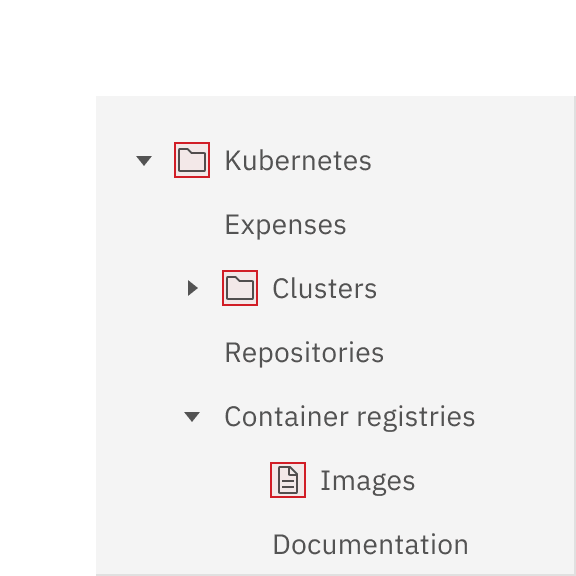 Kubernetes
Expenses
Clusters
Repositories
Container registries
Images
Documentation